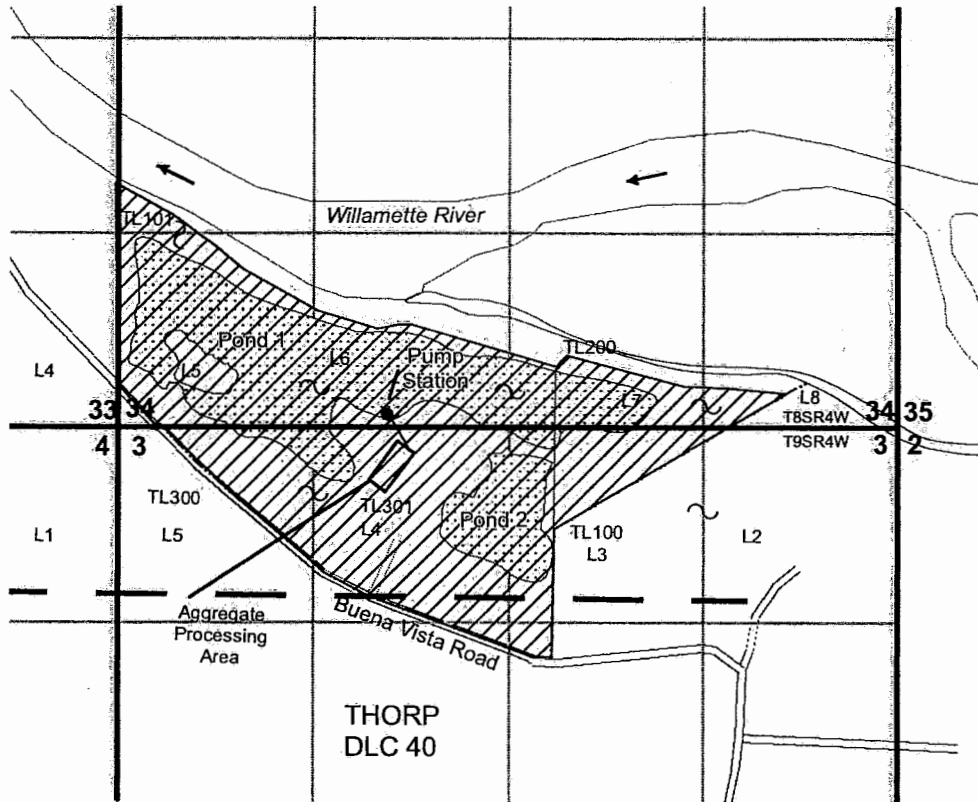 Willamette River
TL101
Pond 1
L6
Pump
Station
TL200
L5
L7
L4
L8
33 34
34 35
T8SR4W
4 3
T9SR4W
3 2
TL300
TL301
L4
Pond 2
L1
L5
TL100
L3
L2
Aggregate
Processing
Area
Buena Vista Road
THORP
DLC 40